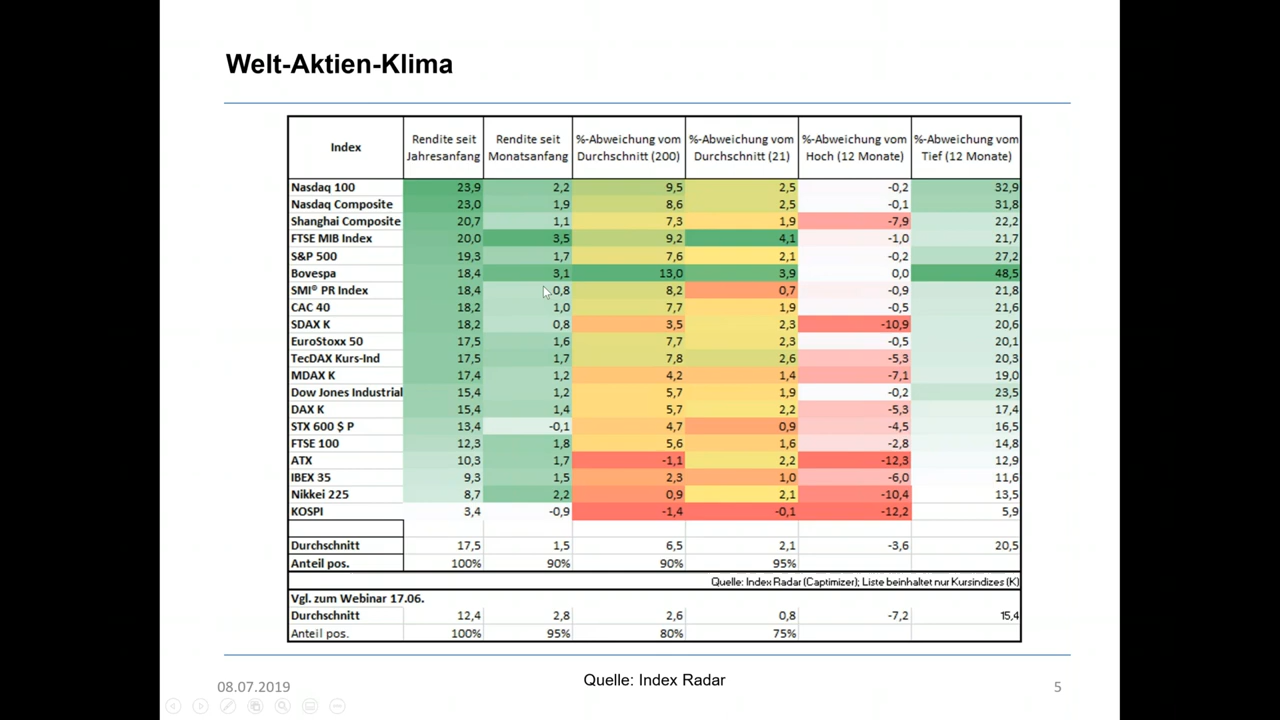 Welt-Aktien-Klima
Index Rendite seit Jahresanfang Rendite seit Monatsanfang %-Abweichung vom Durchschnitt (200) %-Abweichung vom Durchschnitt (21) %-Abweichung vom Hoch (12 Monate) %-Abweichung vom Tief (12 Monate)
Nasdaq 100 23,9 2,2 9,5 2,5 -0,2 32,9
Nasdaq Composite 23,0 1,9 8,6 2,5 -0,1 31,8
Shanghai Composite 20,7 1,1 7,3 1,9 -7,9 22,2
FTSE MIB Index 20,0 3,5 9,2 4,1 -1,0 21,7
S&P 500 19,3 1,7 7,6 2,1 -0,2 27,2
Bovespa 18,4 3,1 13,0 3,9 0,0 48,5
SMI® PR Index 18,4 0,8 8,2 0,7 -0,9 21,8
CAC 40 18,2 1,0 7,7 1,9 -0,5 21,6
SDAX K 18,2 0,8 3,5 2,3 -10,9 20,6
EuroStoxx 50 17,5 1,6 7,7 2,3 -0,5 20,1
TecDAX Kurs-Ind 17,5 1,7 7,8 2,6 -5,3 20,3
MDAX K 17,4 1,2 4,2 1,4 -7,1 19,0
Dow Jones Industrial 15,4 1,2 5,7 1,9 -0,2 23,5
DAX K 15,4 1,4 5,7 2,2 -5,3 17,4
STX 600 $ P 13,4 -0,1 4,7 0,9 -4,5 16,5
FTSE 100 12,3 1,8 5,6 1,6 -2,8 14,8
ATX 10,3 1,7 -1,1 2,2 -12,3 12,9
IBEX 35 9,3 1,5 2,3 1,0 -6,0 11,6
Nikkei 225 8,7 2,2 0,9 2,1 -10,4 13,5
KOSPI 3,4 -0,9 -1,4 -0,1 -12,2 5,9
Durchschnitt 17,5 1,5 6,5 2,1 -3,6 20,5
Anteil pos. 100% 90% 90% 95%
Quelle: Index Radar (Captimizer); Liste beinhaltet nur Kursindizes (K)
Vgl. zum Webinar 17.06.
Durchschnitt 12,4 2,8 2,6 0,8 -7,2 15,4
Anteil pos. 100% 95% 80% 75%
08.07.2019 Quelle: Index Radar 5